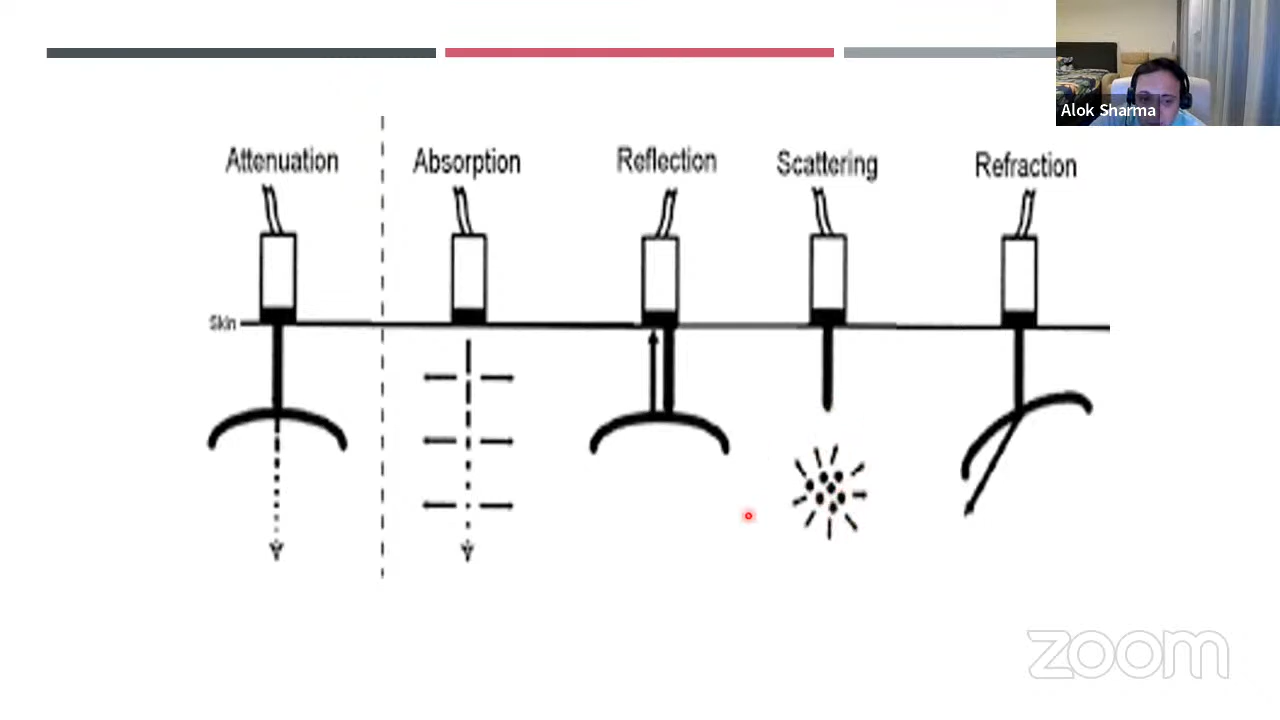 Alok Sharma
Attenuation
Absorption
Reflection
Scattering
Refraction
Skin
zoom